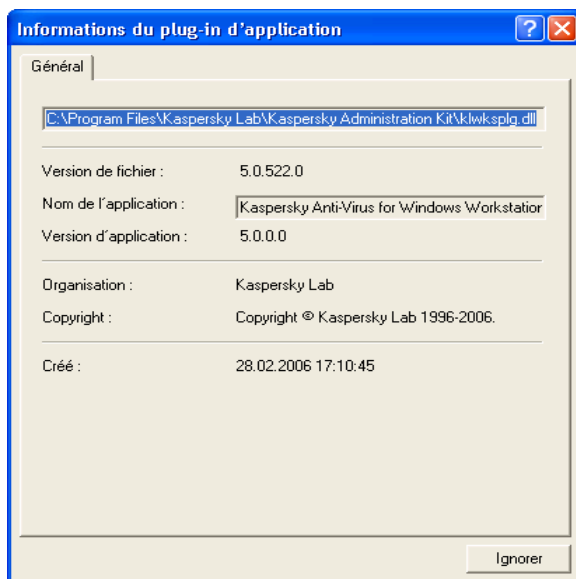 Informations du plug-in d'application
Général
C:\Program Files\Kaspersky Lab\Kaspersky Administration Kit\klwksplg.dll
Version de fichier : 5.0.522.0
Nom de l'application : Kaspersky Anti-Virus for Windows Workstation
Version d'application : 5.0.0.0
Organisation : Kaspersky Lab
Copyright : Copyright © Kaspersky Lab 1996-2006.
Créé : 28.02.2006 17:10:45
Ignorer